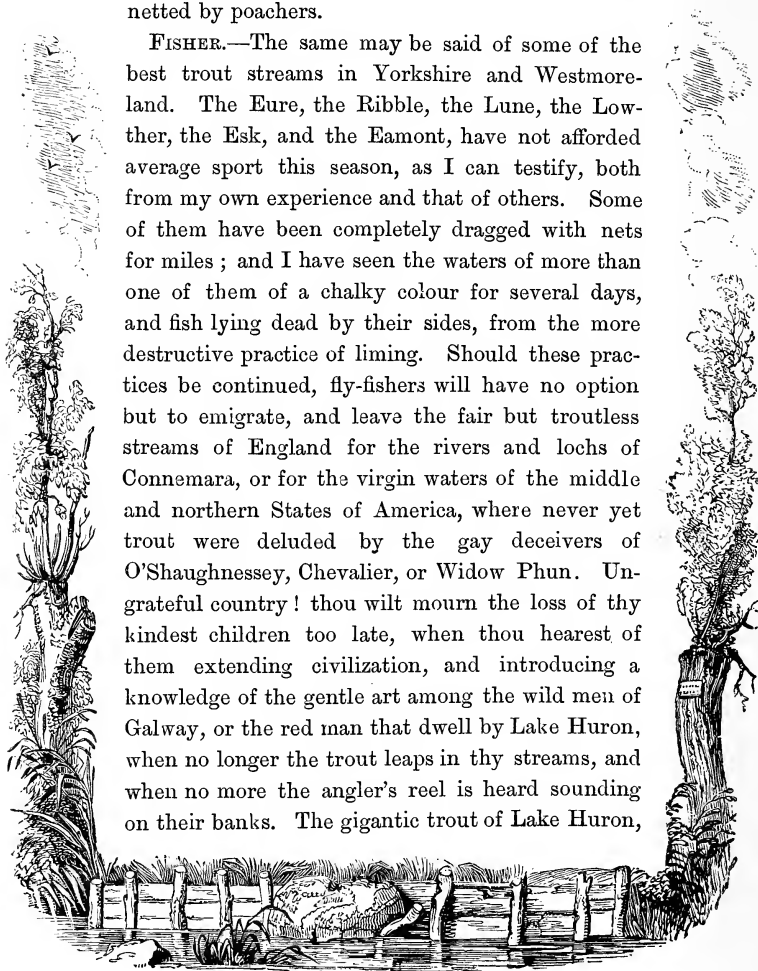 netted by poachers.
FISHER.—The same may be said of some of the
best trout streams in Yorkshire and Westmore-
land. The Eure, the Ribble, the Lune, the Low-
ther, the Esk, and the Eamont, have not afforded
average sport this season, as I can testify, both
from my own experience and that of others. Some
of them have been completely dragged with nets
for miles ; and I have seen the waters of more than
one of them of a chalky colour for several days,
and fish lying dead by their sides, from the more
destructive practice of liming. Should these prac-
tices be continued, fly-fishers will have no option
but to emigrate, and leave the fair but troutless
streams of England for the rivers and lochs of
Connemara, or for the virgin waters of the middle
and northern States of America, where never yet
trout were deluded by the gay deceivers of
O'Shaughnessey, Chevalier, or Widow Phun. Un-
grateful country ! thou wilt mourn the loss of thy
kindest children too late, when thou hearest of
them extending civilization, and introducing a
knowledge of the gentle art among the wild men of
Galway, or the red man that dwell by Lake Huron,
when no longer the trout leaps in thy streams, and
when no more the angler's reel is heard sounding
on their banks. The gigantic trout of Lake Huron,